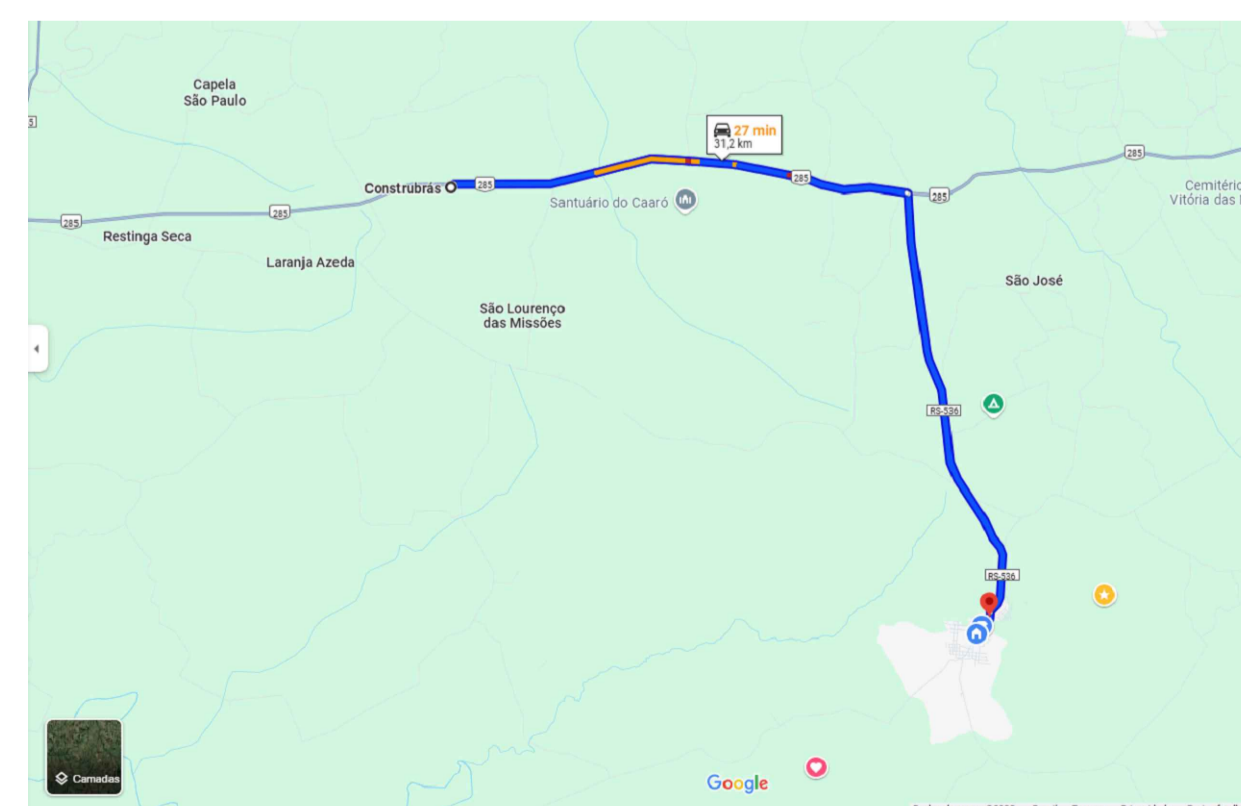 Capela
São Paulo
5
27 min
31,2 km
285
Construbrás
285
285
285
Cemitério
Vitória das
Santuário do Caaró
285
285
Restinga Seca
Laranja Azeda
São José
São Lourenço
das Missões
RS-536
RS-536
Camadas
Google